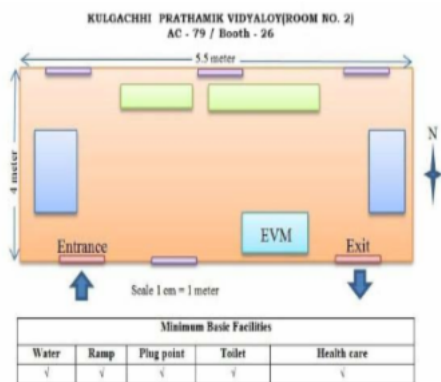 KULGACHHI PRATHAMIK VIDYALOY(ROOM NO. 2)
AC - 79 / Booth - 26
5.5 meter
4 meter
N
EVM
Entrance
Exit
Scale 1 cm = 1 meter
Minimum Basic Facilities
Water Ramp Plug point Toilet Health care
√ √ √ √ √